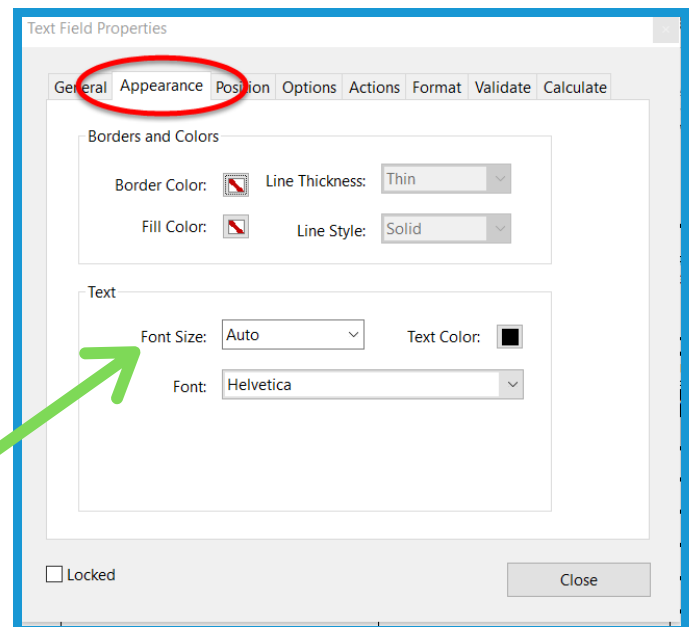 Text Field Properties
General Appearance Position Options Actions Format Validate Calculate
Borders and Colors
Border Color: Line Thickness: Thin
Fill Color: Line Style: Solid
Text
Font Size: Auto Text Color:
Font: Helvetica
Locked Close